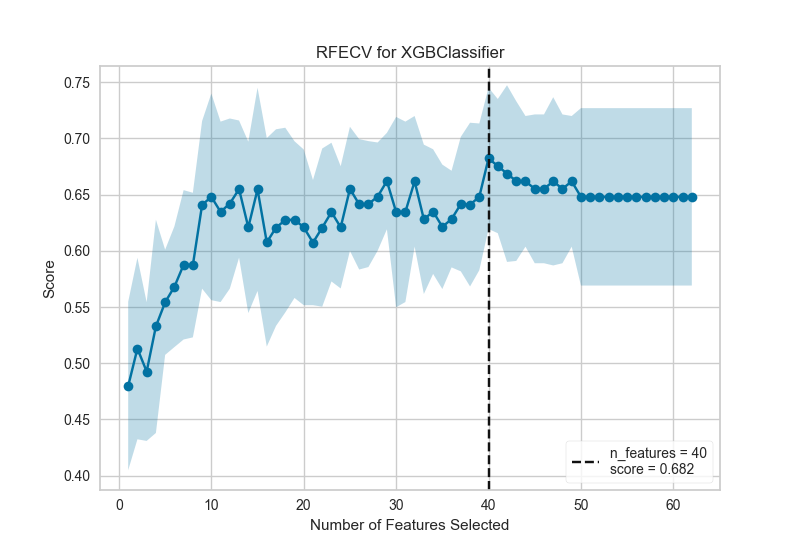 RFECV for XGBClassifier
0.75
0.70
0.65
0.60
0.55
0.50
0.45
0.40
Score
n_features = 40
score = 0.682
0 10 20 30 40 50 60
Number of Features Selected